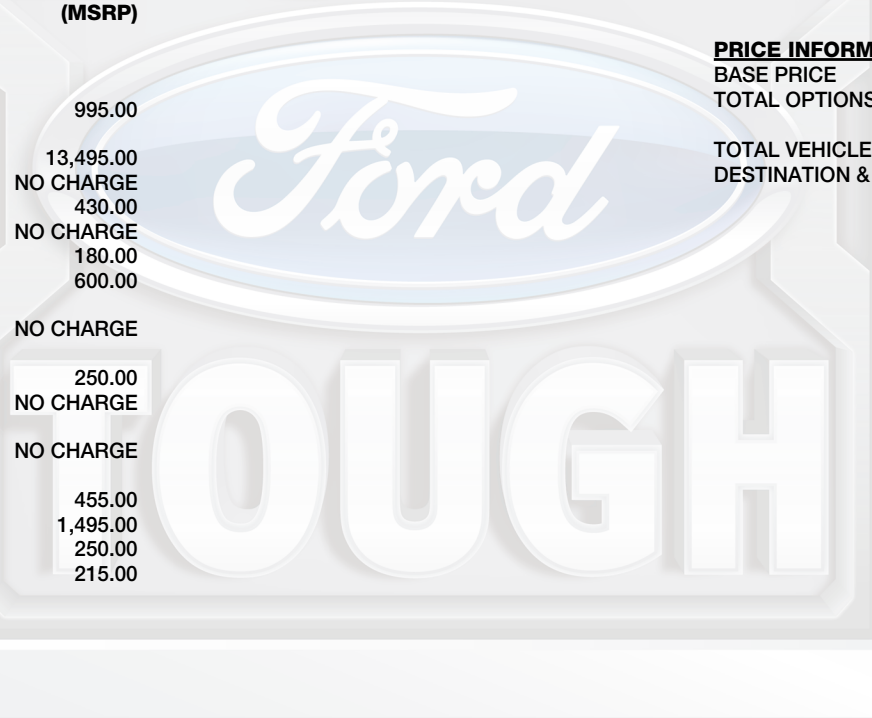 (MSRP)
995.00
13,495.00
NO CHARGE
430.00
NO CHARGE
180.00
600.00
NO CHARGE
250.00
NO CHARGE
NO CHARGE
455.00
1,495.00
250.00
215.00
PRICE INFORM
BASE PRICE
TOTAL OPTIONS
TOTAL VEHICLE
DESTINATION &
Ford
TOUGH